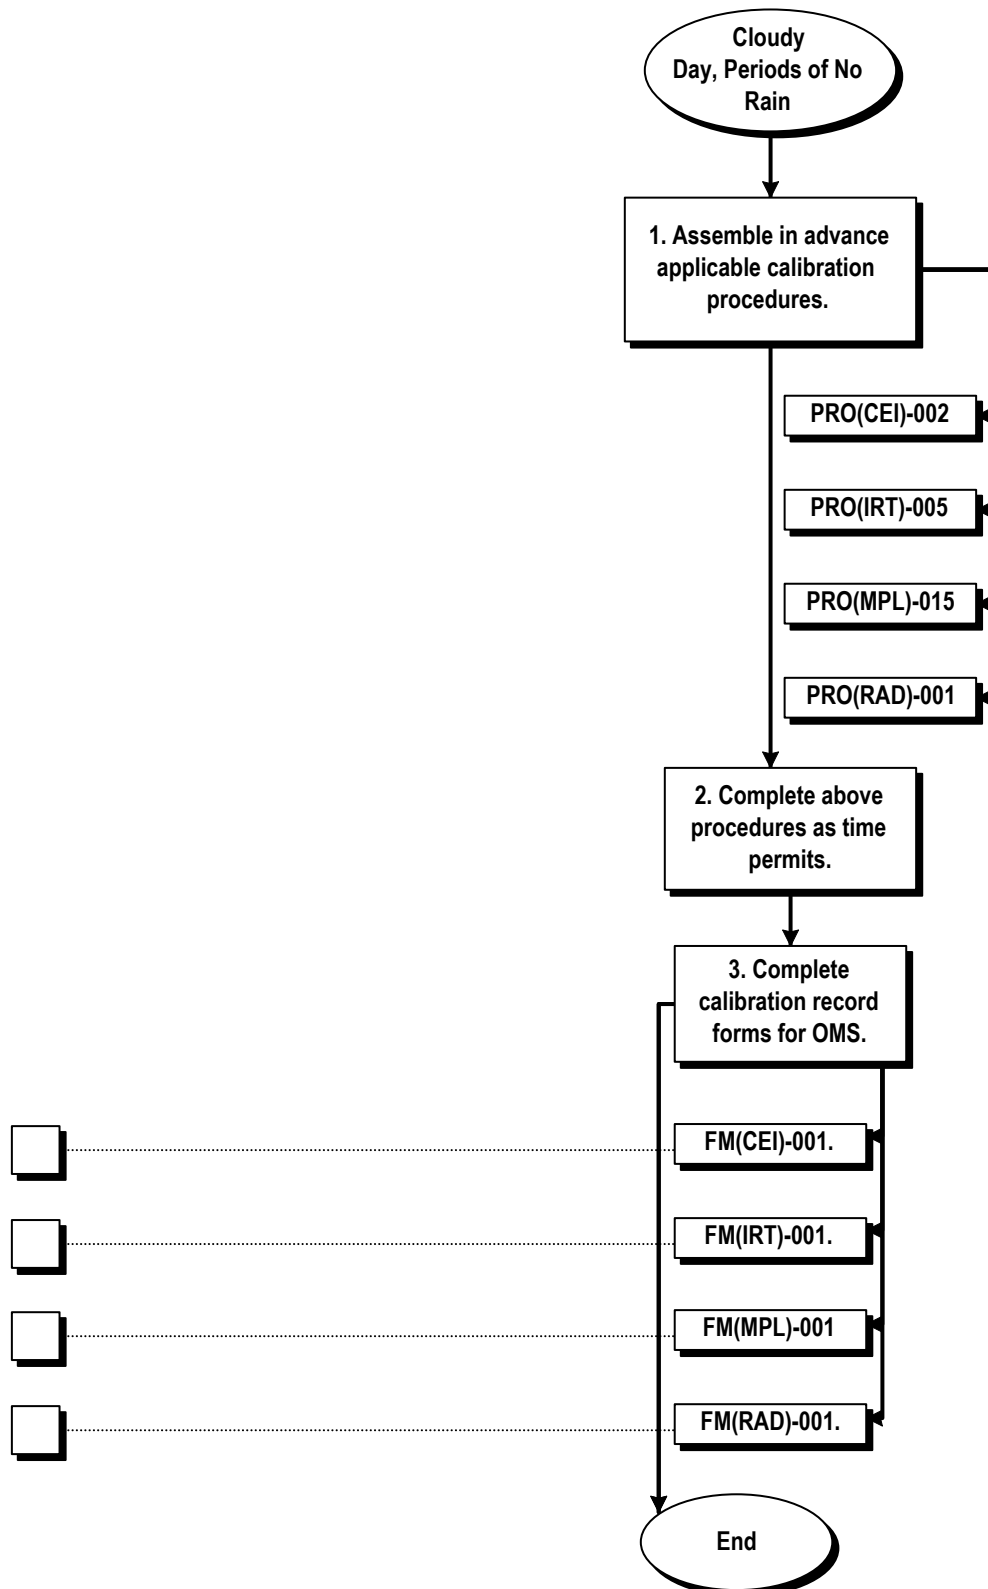 Cloudy
Day, Periods of No
Rain
1. Assemble in advance
applicable calibration
procedures.
PRO(CEI)-002
PRO(IRT)-005
PRO(MPL)-015
PRO(RAD)-001
2. Complete above
procedures as time
permits.
3. Complete
calibration record
forms for OMS.
FM(CEI)-001.
FM(IRT)-001.
FM(MPL)-001
FM(RAD)-001.
End